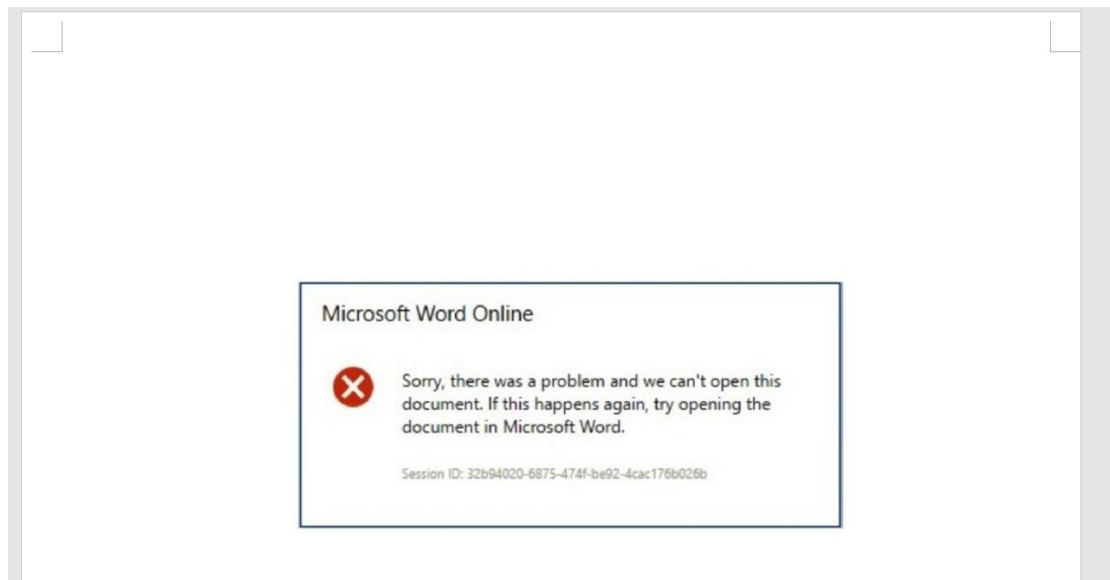 Microsoft Word Online
Sorry, there was a problem and we can't open this
document. If this happens again, try opening the
document in Microsoft Word.
Session ID: 32b94020-6875-474f-be92-4cac176b026b